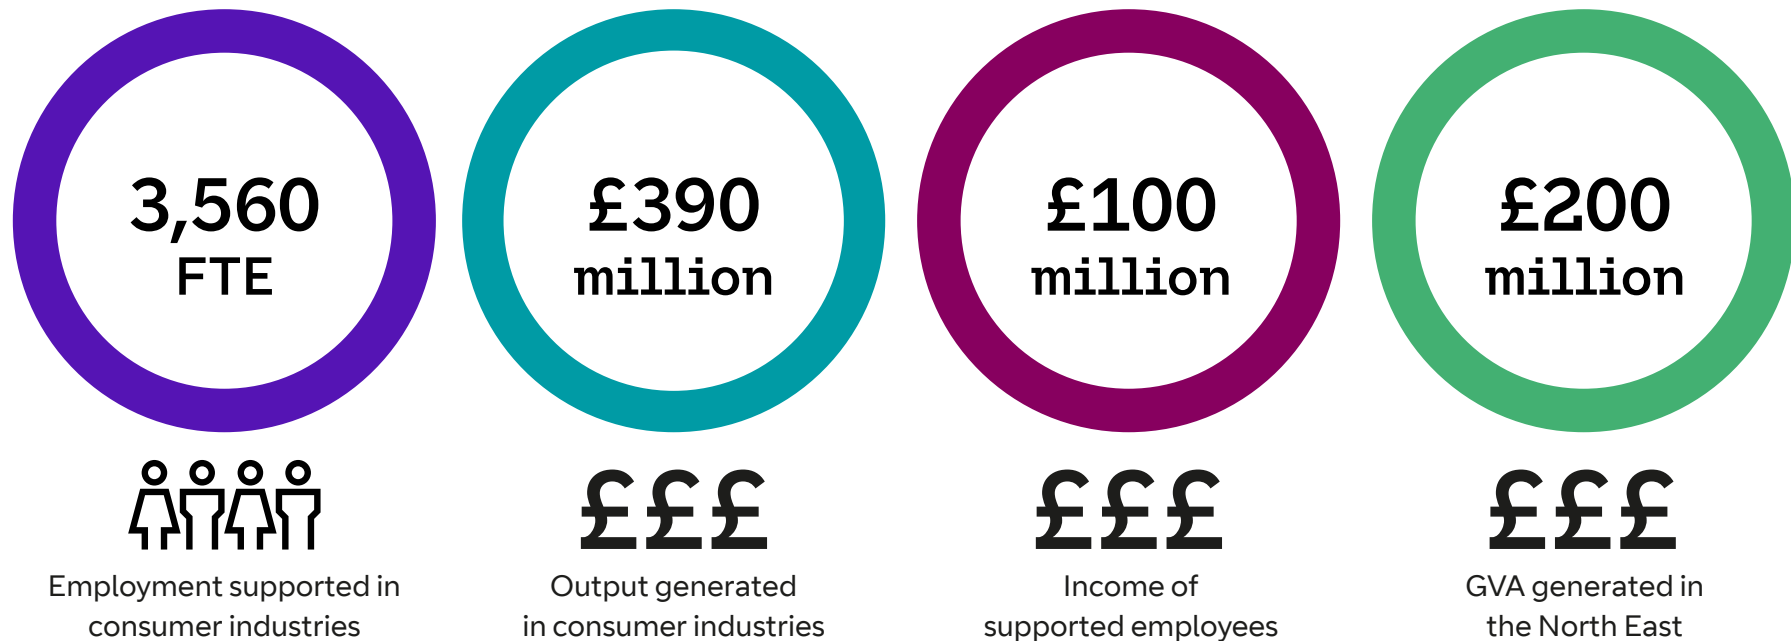 3,560
FTE
£££
Employment supported in
consumer industries
£390
million
£££
Output generated
in consumer industries
£100
million
£££
Income of
supported employees
£200
million
£££
GVA generated in
the North East